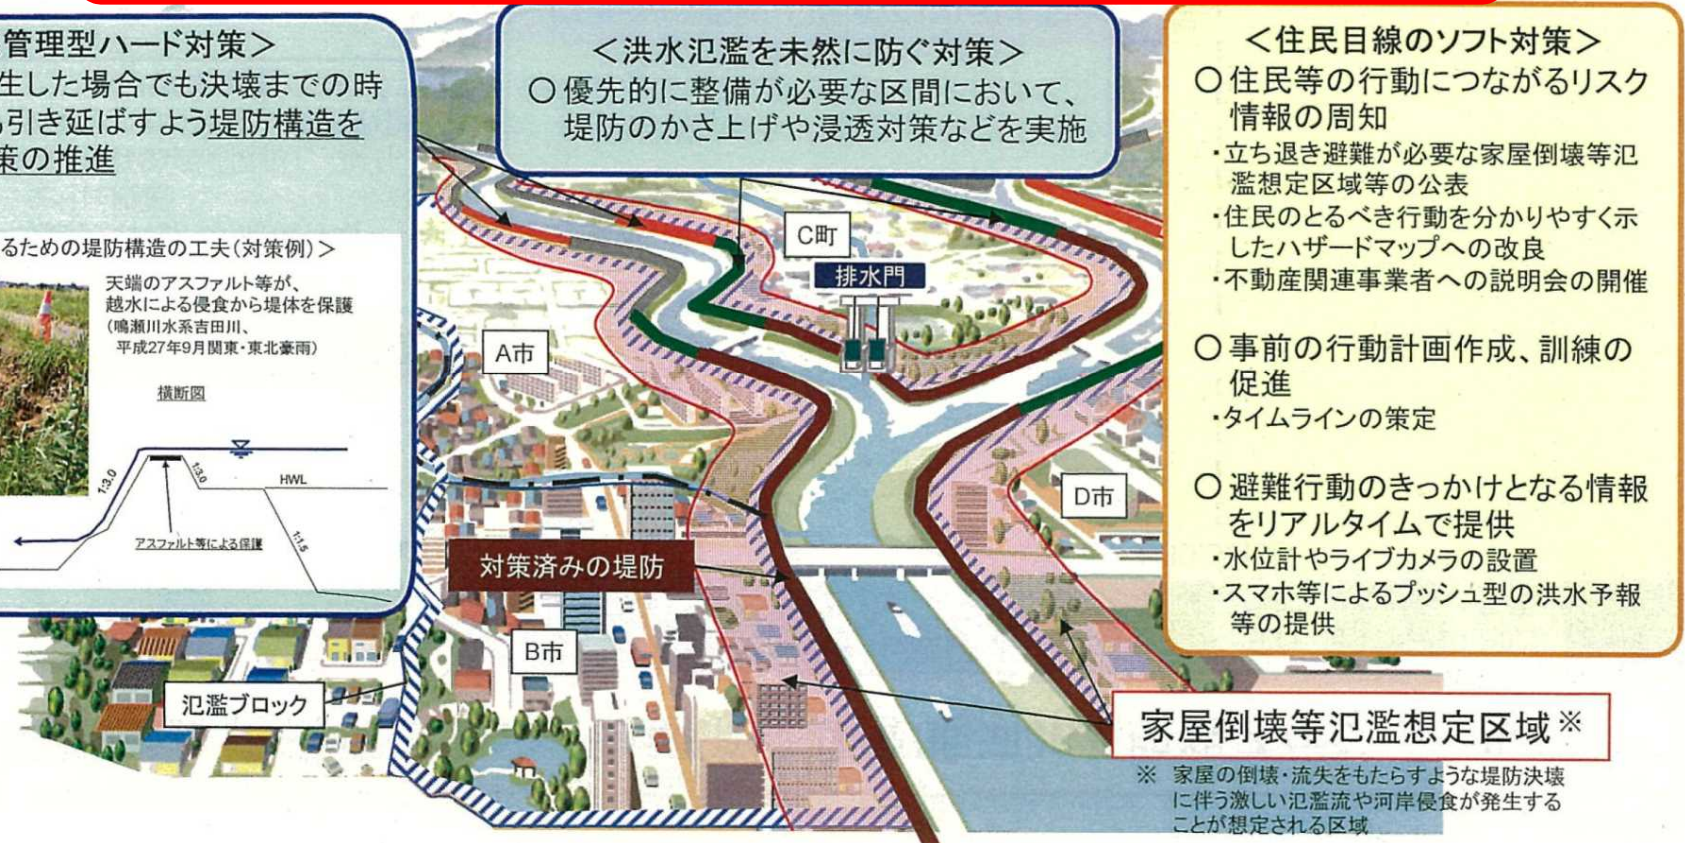 管理型ハード対策＞
生した場合でも決壊までの時
引き延ばすよう堤防構造を
策の推進
るための堤防構造の工夫(対策例)＞
天端のアスファルト等が、
越水による侵食から堤体を保護
(鳴瀬川水系吉田川、
平成27年9月関東・東北豪雨)
横断図
1:3.0
1:3.0
HWL
1:1.5
アスファルト等による保護
＜洪水氾濫を未然に防ぐ対策＞
○優先的に整備が必要な区間において、
堤防のかさ上げや浸透対策などを実施
C町
排水門
A市
D市
対策済みの堤防
B市
氾濫ブロック
＜住民目線のソフト対策＞
○住民等の行動につながるリスク
情報の周知
・立ち退き避難が必要な家屋倒壊等氾
濫想定区域等の公表
・住民のとるべき行動を分かりやすく示
したハザードマップへの改良
・不動産関連事業者への説明会の開催
○事前の行動計画作成、訓練の
促進
・タイムラインの策定
○避難行動のきっかけとなる情報
をリアルタイムで提供
・水位計やライブカメラの設置
・スマホ等によるプッシュ型の洪水予報
等の提供
家屋倒壊等氾濫想定区域※
※ 家屋の倒壊・流失をもたらすような堤防決壊
に伴う激しい氾濫流や河岸侵食が発生する
ことが想定される区域